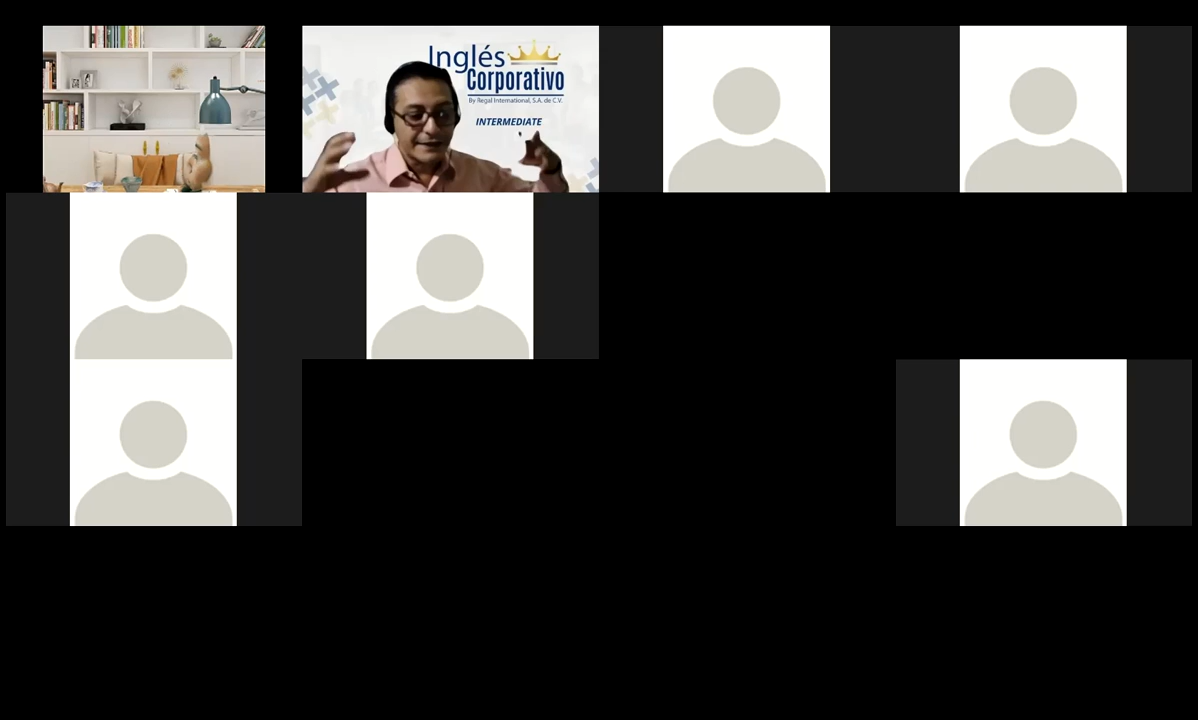 Inglés
Corporativo
By Regal International, S.A. de C.V.
INTERMEDIATE